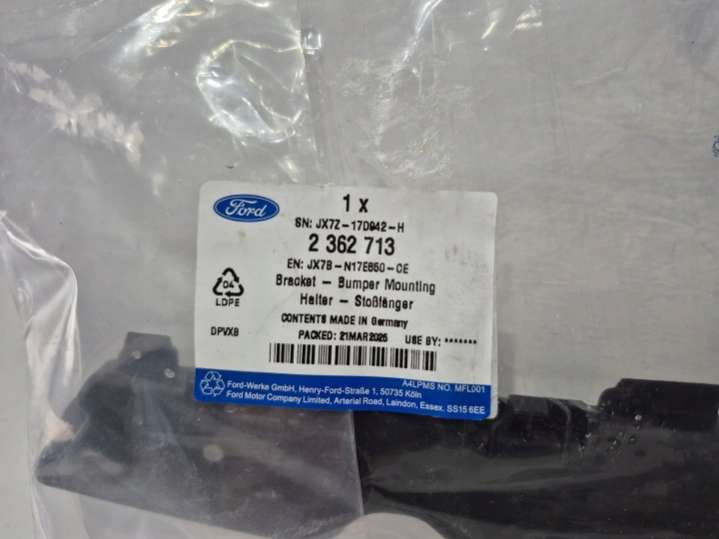 Ford
1 x
SN: JX7Z-17D942-H
2 362 713
EN: JX7B-N17E850-CE
Bracket - Bumper Mounting
Halter - Stoßfänger
04
LDPE
CONTENTS MADE IN Germany
DPVXB
PACKED: 21MAR2025
USE BY: *******
A4LPMS NO. MFL001
Ford-Werke GmbH, Henry-Ford-Straße 1, 50735 Köln
Ford Motor Company Limited, Arterial Road, Laindon, Essex. SS15 6EE